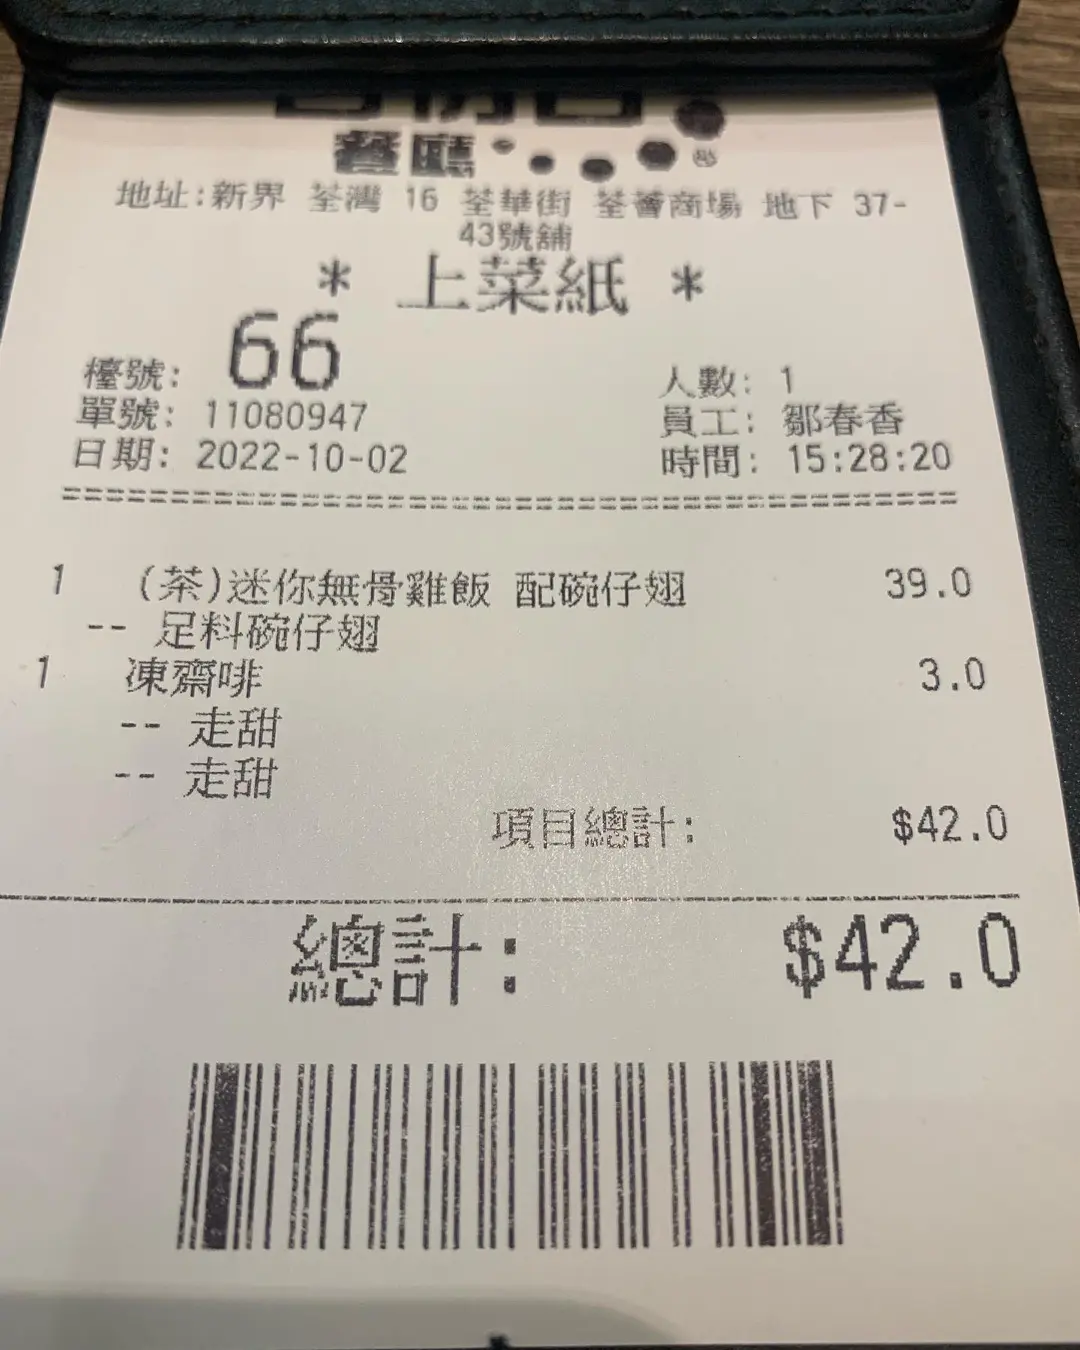 餐廳
地址:新界 荃灣 16 荃華街 荃薈商場 地下 37-
43號舖
* 上菜紙 *
檯號: 66
人數: 1
單號: 11080947
員工: 鄒春香
日期: 2022-10-02
時間: 15:28:20
1 (茶)迷你無骨雞飯 配碗仔翅 39.0
-- 足料碗仔翅
1 凍齋啡 3.0
-- 走甜
-- 走甜
項目總計: $42.0
總計: $42.0